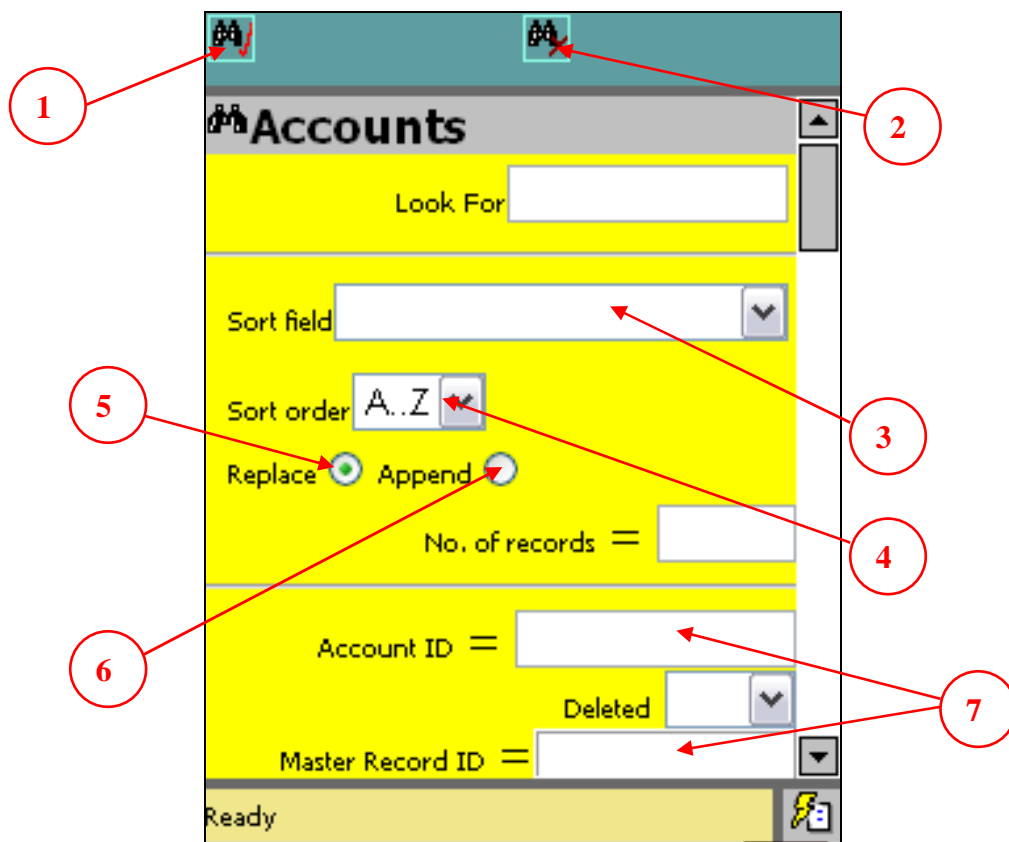 1
2
Accounts
Look For
Sort field
3
5
Sort order A..Z
Replace Append
No. of records =
4
6
Account ID =
Deleted
7
Master Record ID =
Ready